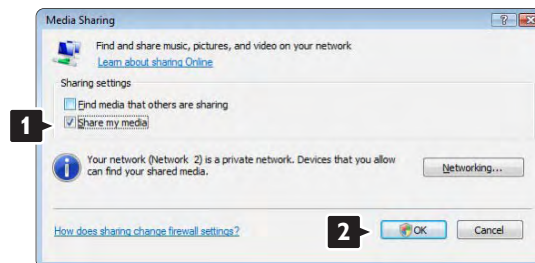 Media Sharing
Find and share music, pictures, and video on your network
Learn about sharing Online
Sharing settings
Find media that others are sharing
1
Share my media
Your network (Network 2) is a private network. Devices that you allow
can find your shared media.
Networking...
How does sharing change firewall settings?
2
OK
Cancel